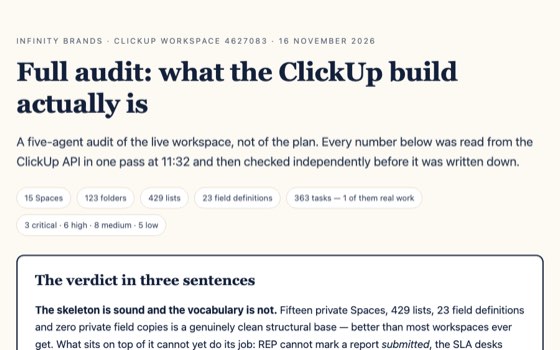 INFINITY BRANDS · CLICKUP WORKSPACE 4627083 · 16 NOVEMBER 2026
Full audit: what the ClickUp build
actually is
A five-agent audit of the live workspace, not of the plan. Every number below was read from the
ClickUp API in one pass at 11:32 and then checked independently before it was written down.
15 Spaces 123 folders 429 lists 23 field definitions 363 tasks — 1 of them real work
3 critical · 6 high · 8 medium · 5 low
The verdict in three sentences
The skeleton is sound and the vocabulary is not. Fifteen private Spaces, 429 lists, 23 field definitions
and zero private field copies is a genuinely clean structural base — better than most workspaces ever
get. What sits on top of it cannot yet do its job: REP cannot mark a report submitted, the SLA desks